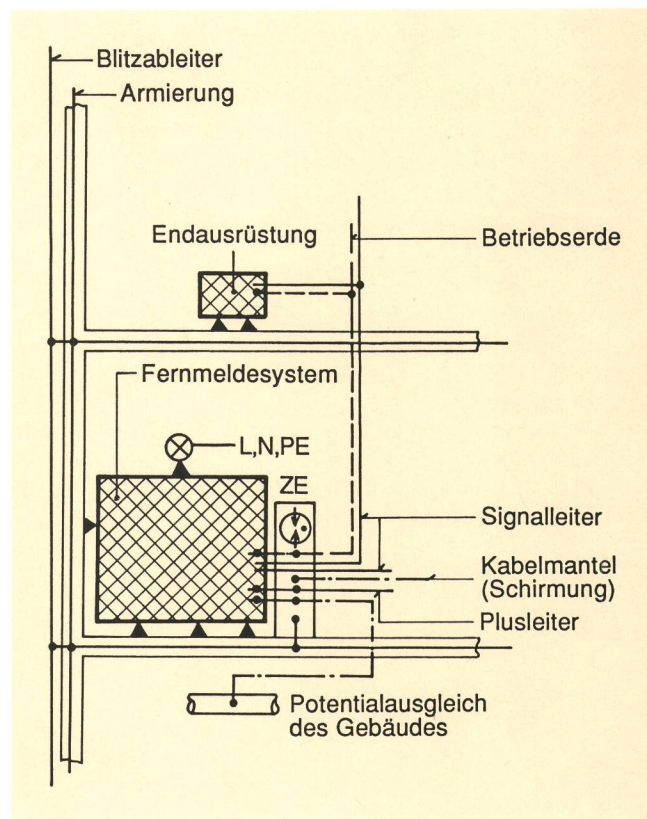 Blitzableiter
Armierung
Endausrüstung
Betriebserde
Fernmeldesystem
L,N,PE
ZE
Signalleiter
Kabelmantel
(Schirmung)
Plusleiter
Potentialausgleich
des Gebäudes